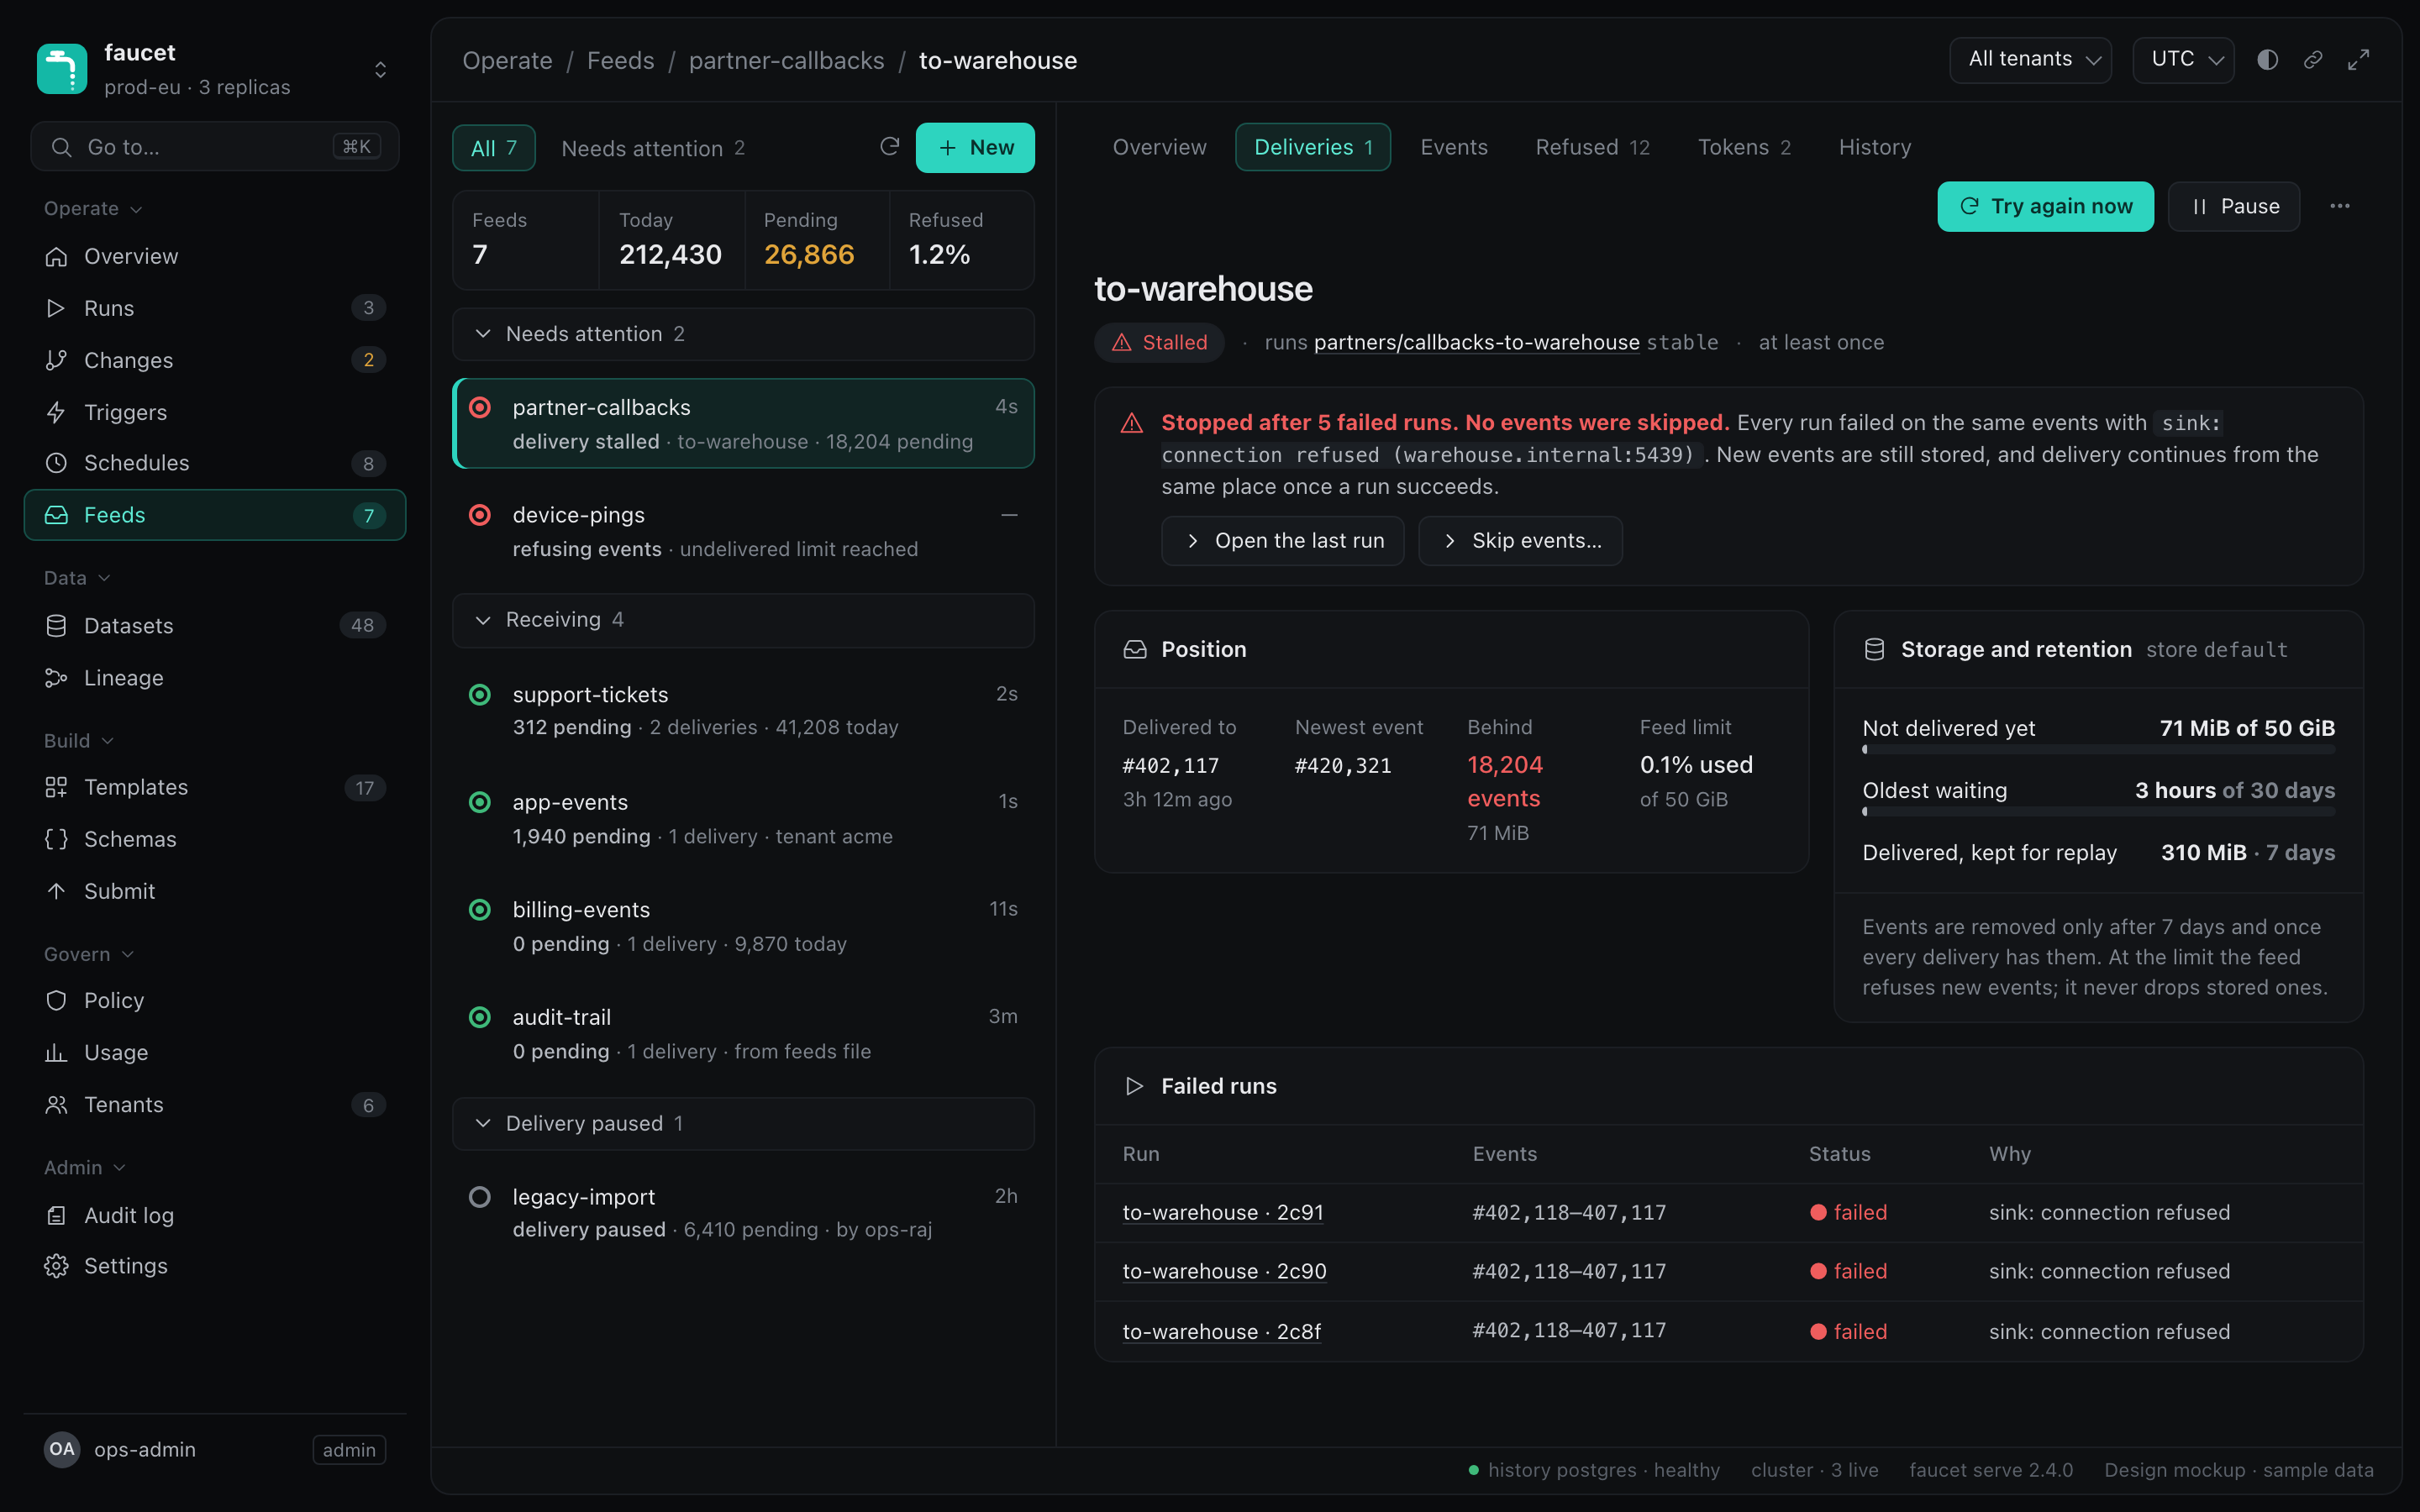 faucet
prod-eu · 3 replicas
Go to...
⌘K
Operate
Overview
Runs 3
Changes 2
Triggers
Schedules 8
Feeds 7
Data
Datasets 48
Lineage
Build
Templates 17
Schemas
Submit
Govern
Policy
Usage
Tenants 6
Admin
Audit log
Settings
OA ops-admin admin
Operate / Feeds / partner-callbacks / to-warehouse
All tenants
UTC
All 7
Needs attention 2
New
Feeds Today Pending Refused
7 212,430 26,866 1.2%
Needs attention 2
partner-callbacks 4s
delivery stalled · to-warehouse · 18,204 pending
device-pings —
refusing events · undelivered limit reached
Receiving 4
support-tickets 2s
312 pending · 2 deliveries · 41,208 today
app-events 1s
1,940 pending · 1 delivery · tenant acme
billing-events 11s
0 pending · 1 delivery · 9,870 today
audit-trail 3m
0 pending · 1 delivery · from feeds file
Delivery paused 1
legacy-import 2h
delivery paused · 6,410 pending · by ops-raj
Overview Deliveries 1 Events Refused 12 Tokens 2 History
Try again now Pause
to-warehouse
Stalled · runs partners/callbacks-to-warehouse stable · at least once
Stopped after 5 failed runs. No events were skipped. Every run failed on the same events with sink:
connection refused (warehouse.internal:5439) . New events are still stored, and delivery continues from the
same place once a run succeeds.
Open the last run Skip events...
Position
Delivered to Newest event Behind Feed limit
#402,117 #420,321 18,204 0.1% used
3h 12m ago events of 50 GiB
71 MiB
Storage and retention store default
Not delivered yet 71 MiB of 50 GiB
Oldest waiting 3 hours of 30 days
Delivered, kept for replay 310 MiB · 7 days
Events are removed only after 7 days and once
every delivery has them. At the limit the feed
refuses new events; it never drops stored ones.
Failed runs
Run Events Status Why
to-warehouse · 2c91 #402,118–407,117 failed sink: connection refused
to-warehouse · 2c90 #402,118–407,117 failed sink: connection refused
to-warehouse · 2c8f #402,118–407,117 failed sink: connection refused
history postgres · healthy cluster · 3 live faucet serve 2.4.0 Design mockup · sample data